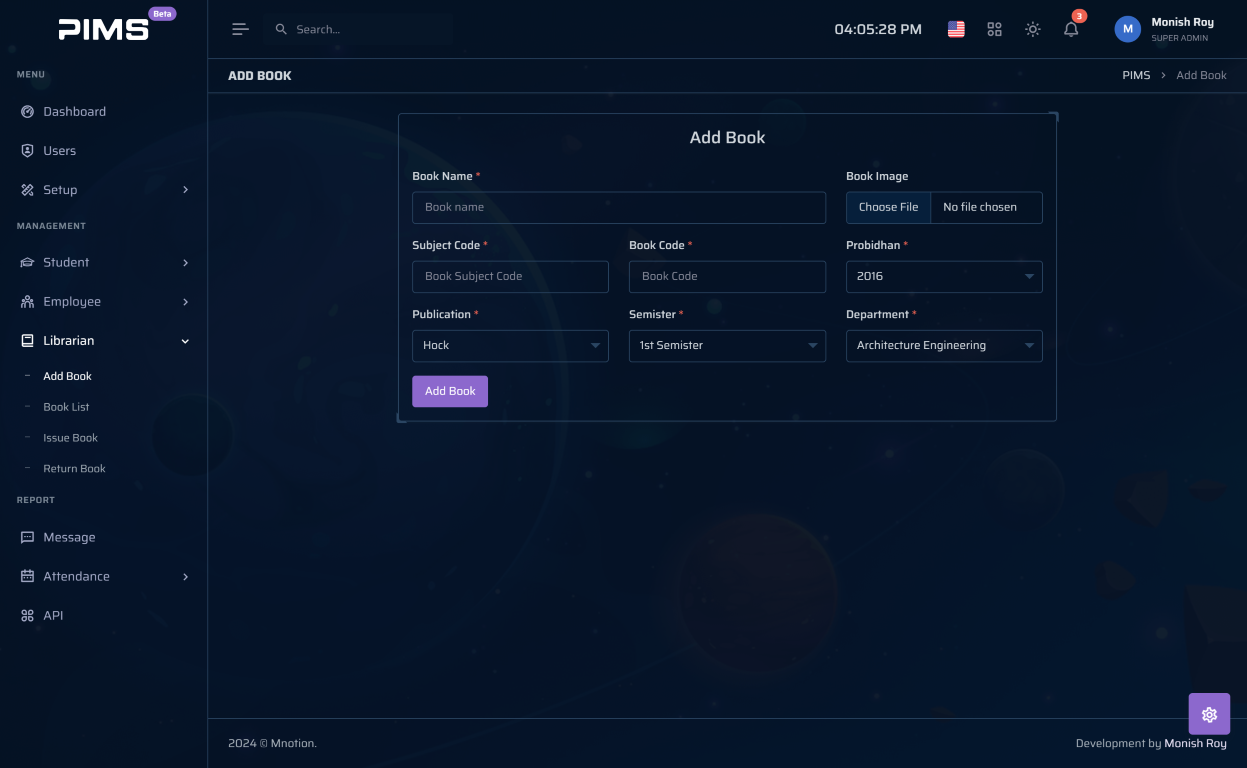 PIMS Beta
Search...
04:05:28 PM
3
M
Monish Roy
SUPER ADMIN
MENU
Dashboard
Users
Setup
MANAGEMENT
Student
Employee
Librarian
Add Book
Book List
Issue Book
Return Book
REPORT
Message
Attendance
API
ADD BOOK
PIMS > Add Book
Add Book
Book Name * Book Image
Book name Choose File No file chosen
Subject Code * Book Code * Probidhan *
Book Subject Code Book Code 2016
Publication * Semister * Department *
Hock 1st Semister Architecture Engineering
Add Book
2024 © Mnotion. Development by Monish Roy